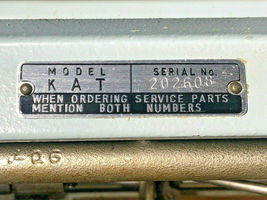 MODEL SERIAL No.
KAT 202608
WHEN ORDERING SERVICE PARTS
MENTION BOTH NUMBERS